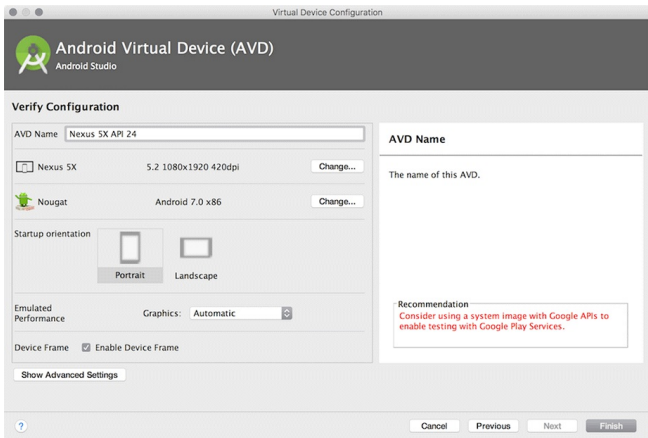 Virtual Device Configuration
Android Virtual Device (AVD)
Android Studio
Verify Configuration
AVD Name Nexus 5X API 24
Nexus 5X 5.2 1080x1920 420dpi Change...
Nougat Android 7.0 x86 Change...
Startup orientation
Portrait Landscape
Emulated
Performance
Graphics: Automatic
Device Frame Enable Device Frame
Show Advanced Settings
AVD Name
The name of this AVD.
Recommendation
Consider using a system image with Google APIs to
enable testing with Google Play Services.
? Cancel Previous Next Finish